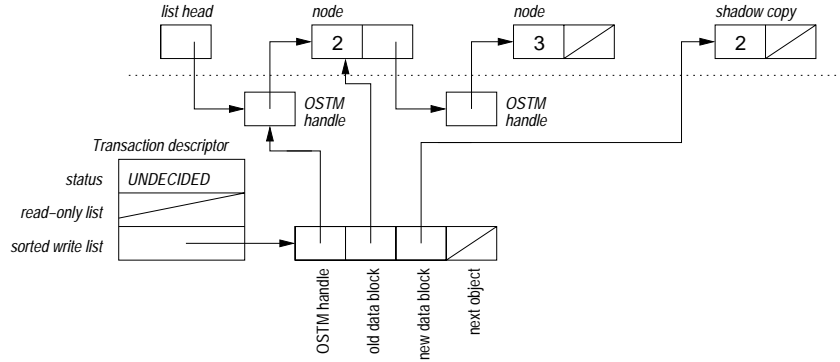 list head
node
node
shadow copy
2
3
2
OSTM
handle
OSTM
handle
Transaction descriptor
status
UNDECIDED
read-only list
sorted write list
OSTM handle
old data block
new data block
next object